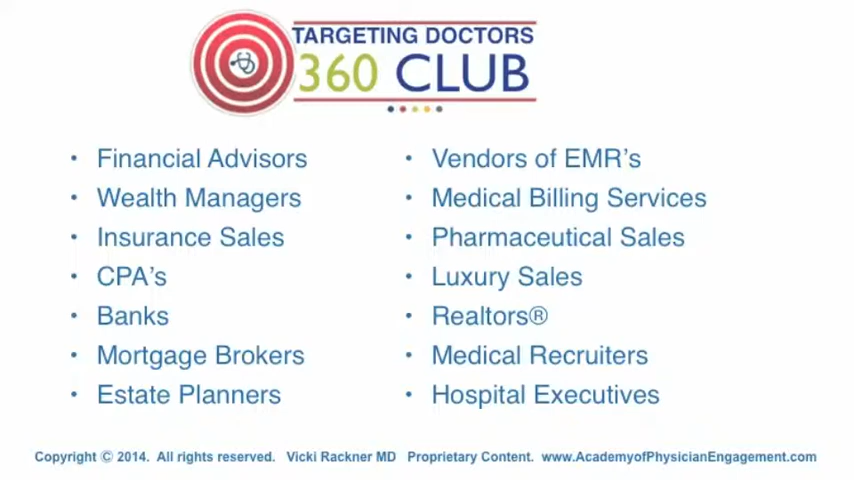 TARGETING DOCTORS
360 CLUB
• Financial Advisors
• Wealth Managers
• Insurance Sales
• CPA's
• Banks
• Mortgage Brokers
• Estate Planners
• Vendors of EMR's
• Medical Billing Services
• Pharmaceutical Sales
• Luxury Sales
• Realtors®
• Medical Recruiters
• Hospital Executives
Copyright © 2014. All rights reserved. Vicki Rackner MD Proprietary Content. www.AcademyofPhysicianEngagement.com